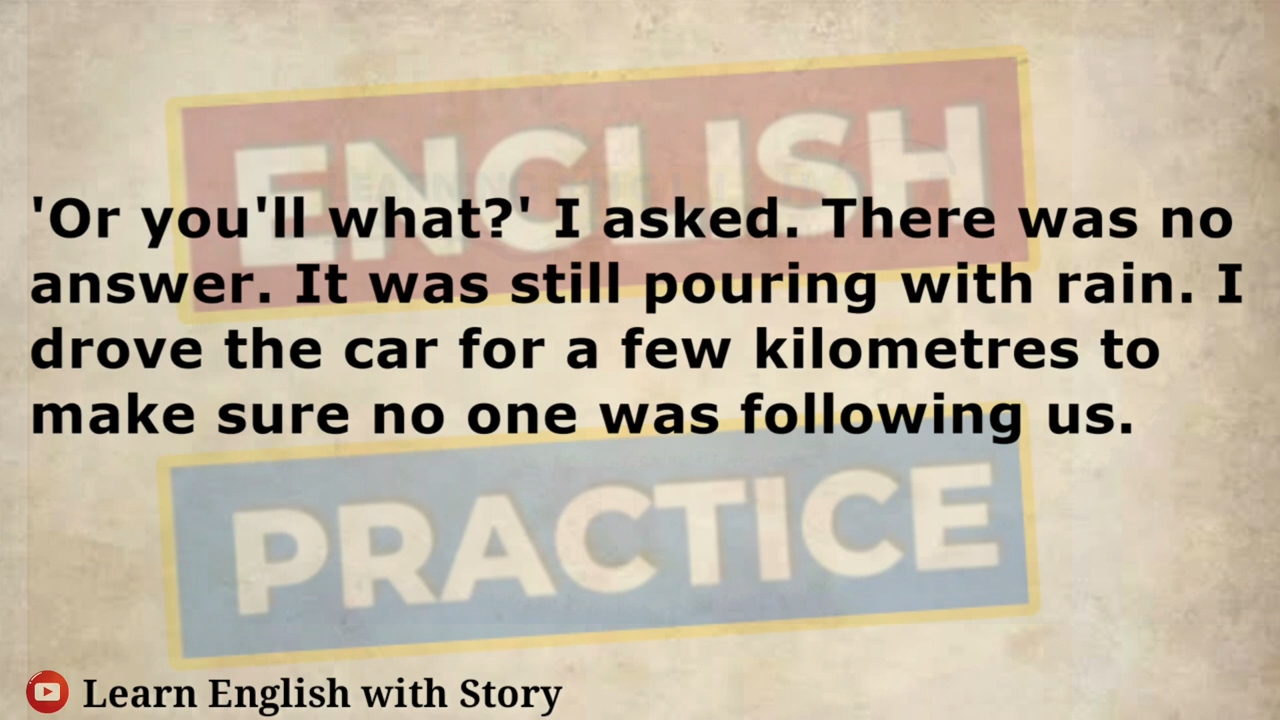 ENGLISH
'Or you'll what?' I asked. There was no
answer. It was still pouring with rain. I
drove the car for a few kilometres to
make sure no one was following us.
PRACTICE
Learn English with Story